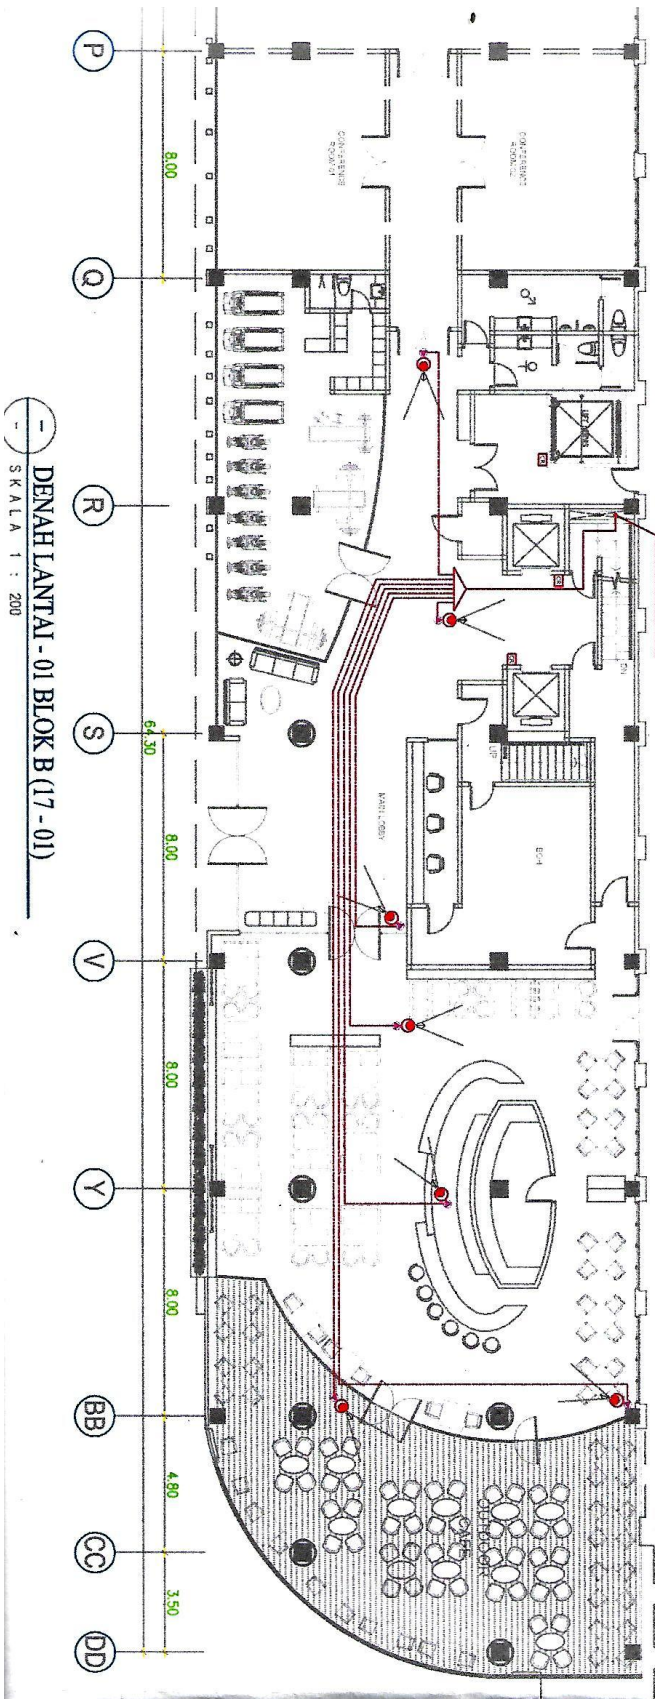 P
Q
R
S
V
Y
BB
CC
DD
8.00
64.30
8.00
8.00
8.00
4.80
3.50
CONFERENCE
ROOM 01
CONFERENCE
ROOM 02
MAIN LOBBY
UP
DN
OUTDOOR
CAFE
DENAH LANTAI - 01 BLOK B (17 - 01)
SKALA 1 : 200